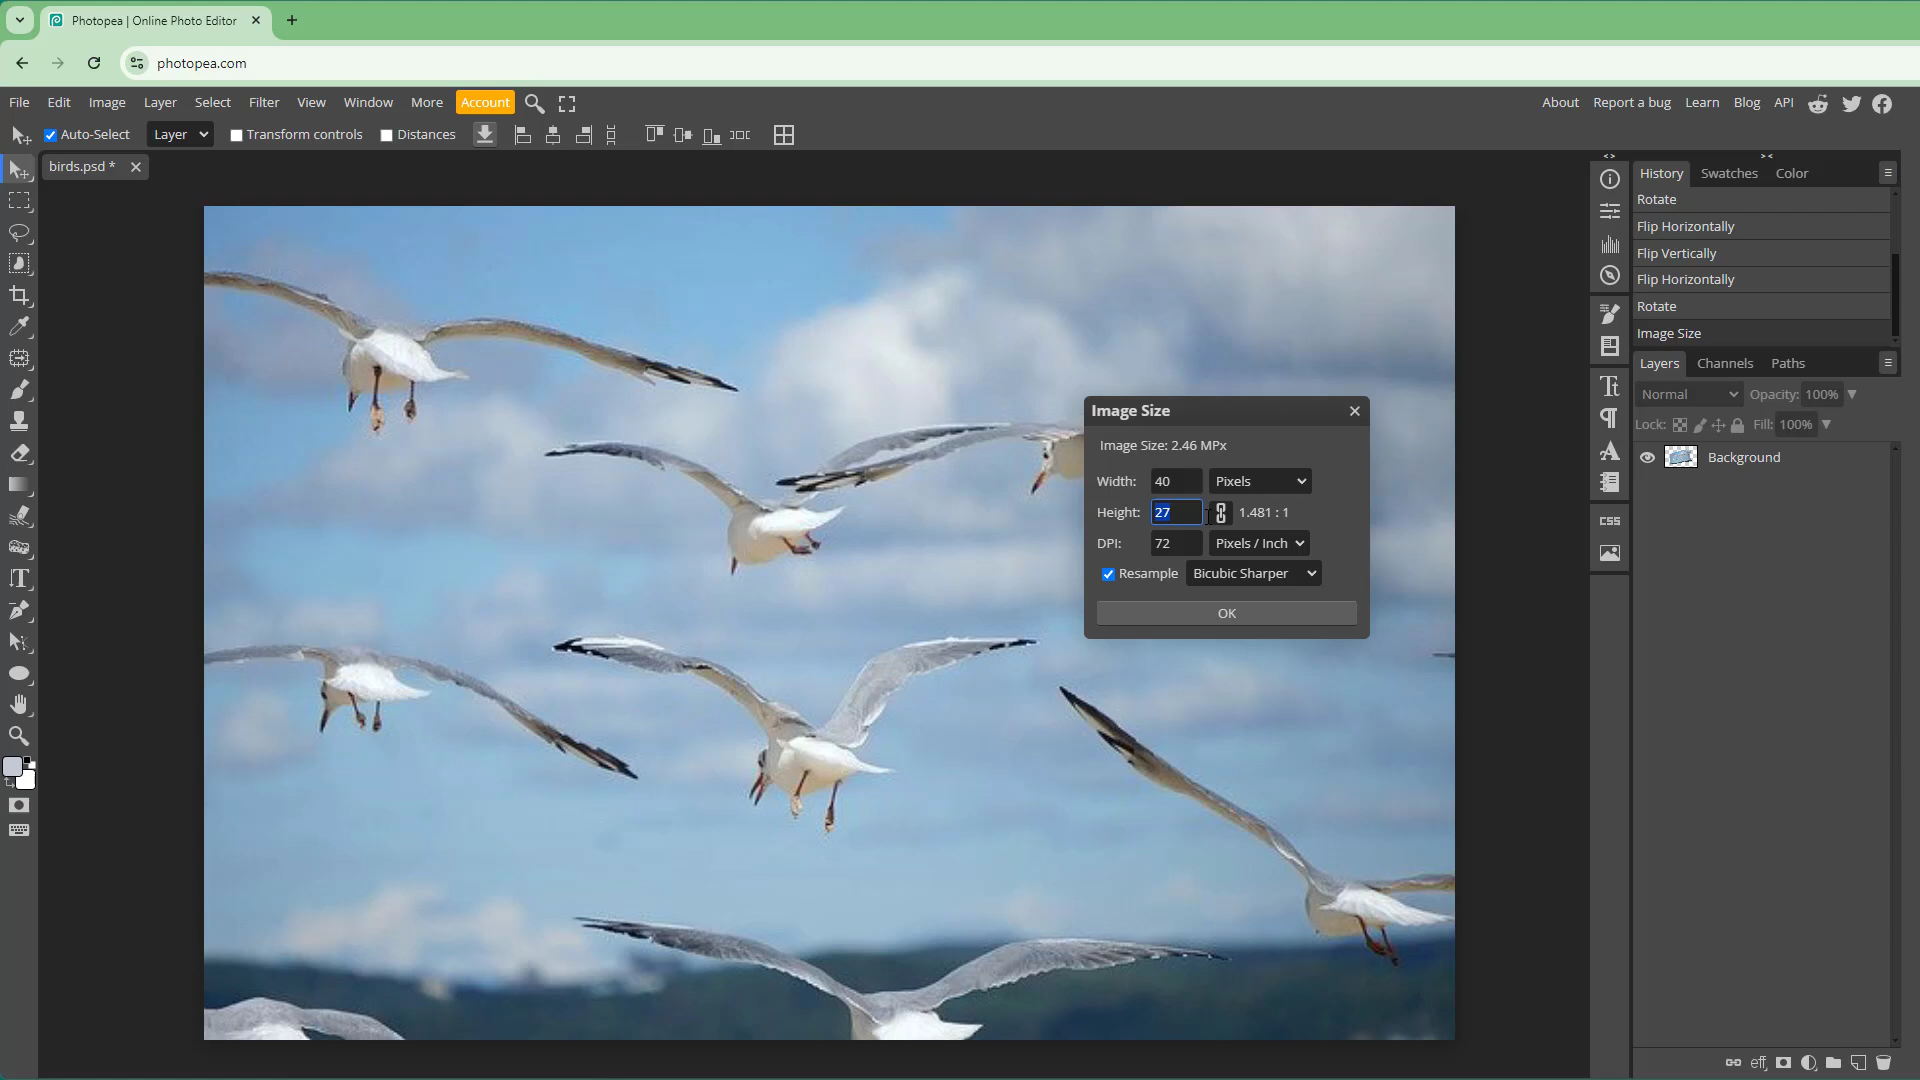 Photopea | Online Photo Editor
photopea.com
File Edit Image Layer Select Filter View Window More Account
About Report a bug Learn Blog API
Auto-Select Layer Transform controls Distances
birds.psd *
History Swatches Color
Rotate
Flip Horizontally
Flip Vertically
Flip Horizontally
Rotate
Image Size
Layers Channels Paths
Normal Opacity: 100%
Lock: Fill: 100%
Background
Image Size
Image Size: 2.46 MPx
Width: 40 Pixels
Height: 27 1.481 : 1
DPI: 72 Pixels / Inch
Resample Bicubic Sharper
OK
CSS
eff